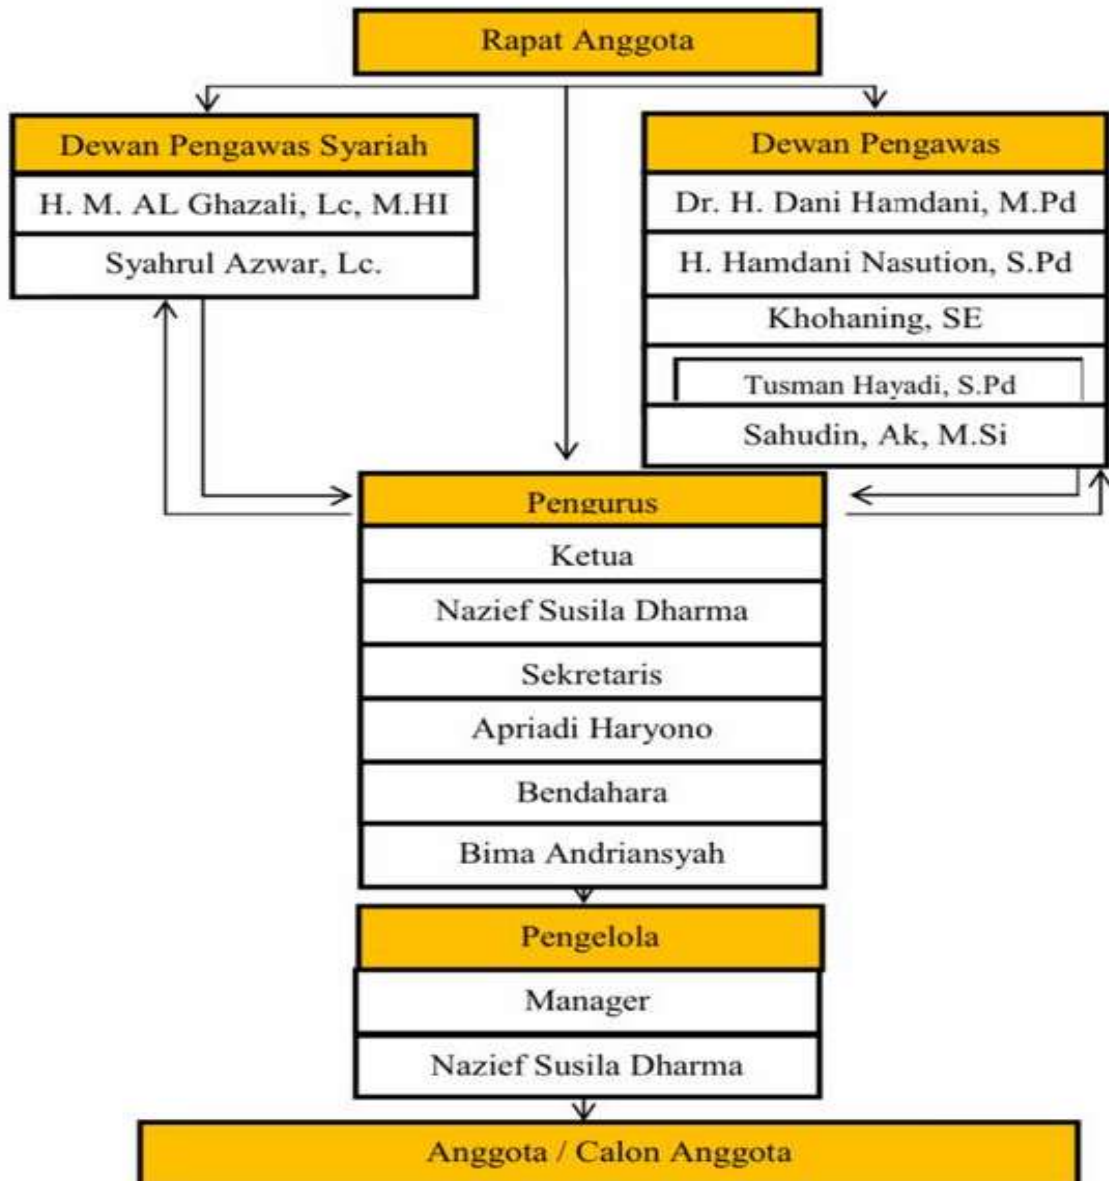 Rapat Anggota
Dewan Pengawas Syariah
H. M. AL Ghazali, Lc, M.HI
Syahrul Azwar, Lc.
Dewan Pengawas
Dr. H. Dani Hamdani, M.Pd
H. Hamdani Nasution, S.Pd
Khohaning, SE
Tusman Hayadi, S.Pd
Sahudin, Ak, M.Si
Pengurus
Ketua
Nazief Susila Dharma
Sekretaris
Apriadi Haryono
Bendahara
Bima Andriansyah
Pengelola
Manager
Nazief Susila Dharma
Anggota / Calon Anggota